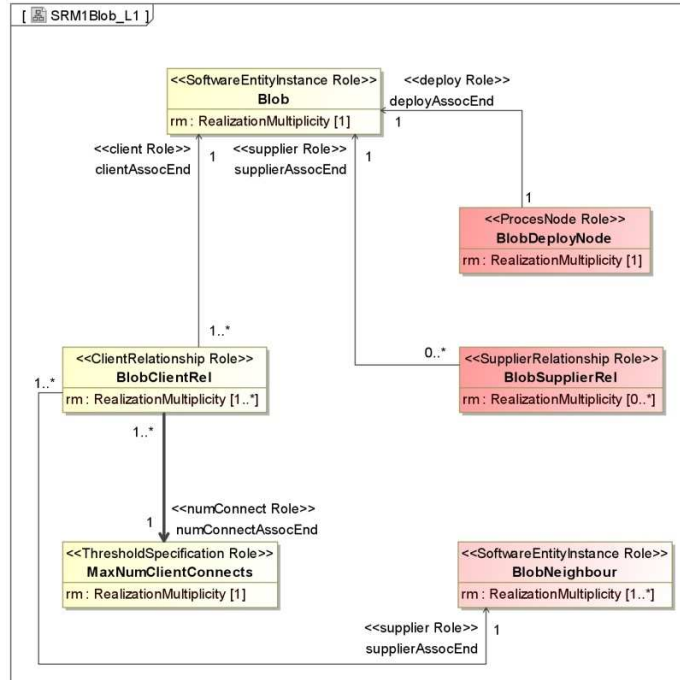 [ SRM1Blob_L1 ]
<<SoftwareEntityInstance Role>>
Blob
rm : RealizationMultiplicity [1]
<<deploy Role>>
deployAssocEnd
1
<<client Role>>
clientAssocEnd
1
<<supplier Role>>
supplierAssocEnd
1
1
<<ProcesNode Role>>
BlobDeployNode
rm : RealizationMultiplicity [1]
1..*
0..*
<<ClientRelationship Role>>
BlobClientRel
rm : RealizationMultiplicity [1..*]
<<SupplierRelationship Role>>
BlobSupplierRel
rm : RealizationMultiplicity [0..*]
1..*
1..*
<<numConnect Role>>
numConnectAssocEnd
1
<<ThresholdSpecification Role>>
MaxNumClientConnects
rm : RealizationMultiplicity [1]
<<SoftwareEntityInstance Role>>
BlobNeighbour
rm : RealizationMultiplicity [1..*]
<<supplier Role>>
supplierAssocEnd
1